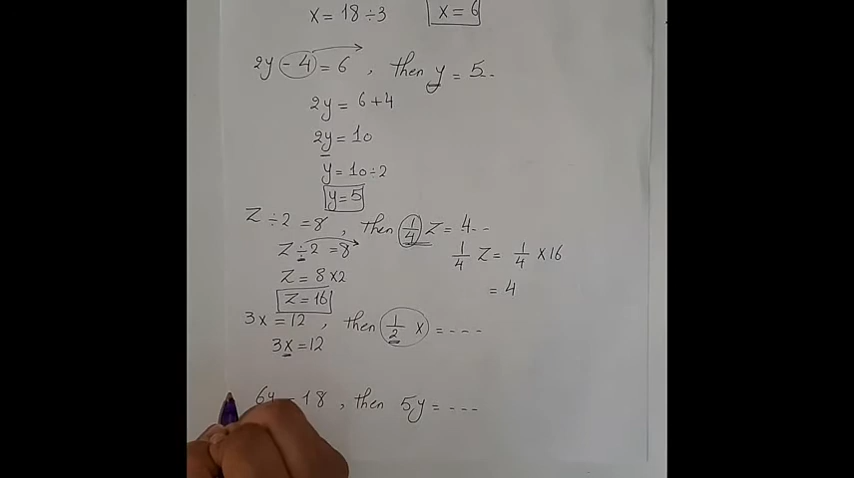 x = 18 ÷ 3 x = 6
2y - 4 = 6 , then y = 5--
2y = 6 + 4
2y = 10
y = 10 ÷ 2
y = 5
Z ÷ 2 = 8 , then 1/4 Z = 4--
Z ÷ 2 = 8 1/4 Z = 1/4 × 16
Z = 8 × 2 = 4
Z = 16
3x = 12 , then 1/2 x = ---
3x = 12
6y = 18 , then 5y = ---